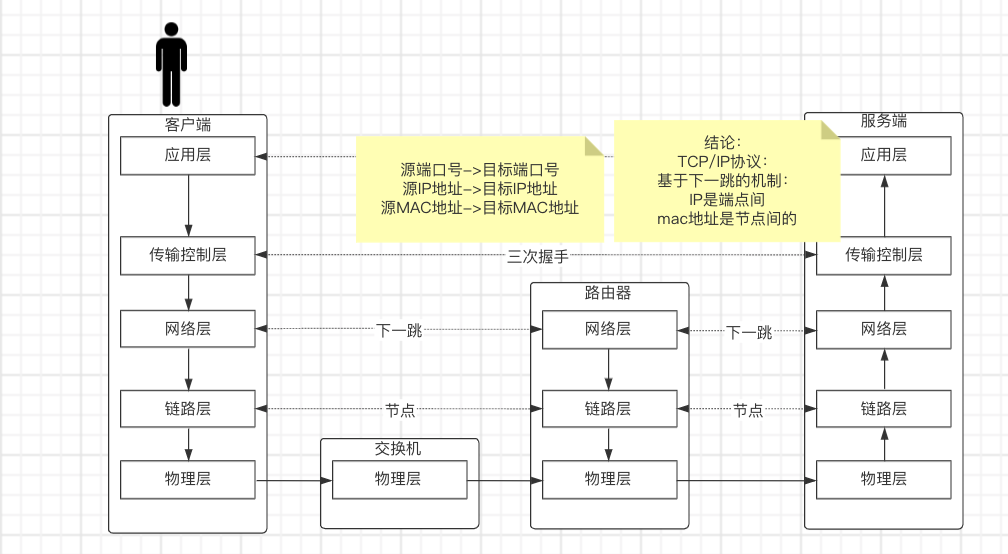 客户端
服务端
应用层
源端口号->目标端口号
源IP地址->目标IP地址
源MAC地址->目标MAC地址
结论：
TCP/IP协议：
基于下一跳的机制：
IP是端点间
mac地址是节点间的
应用层
传输控制层
三次握手
传输控制层
路由器
网络层
下一跳
网络层
下一跳
网络层
链路层
节点
链路层
节点
链路层
交换机
物理层
物理层
物理层
物理层